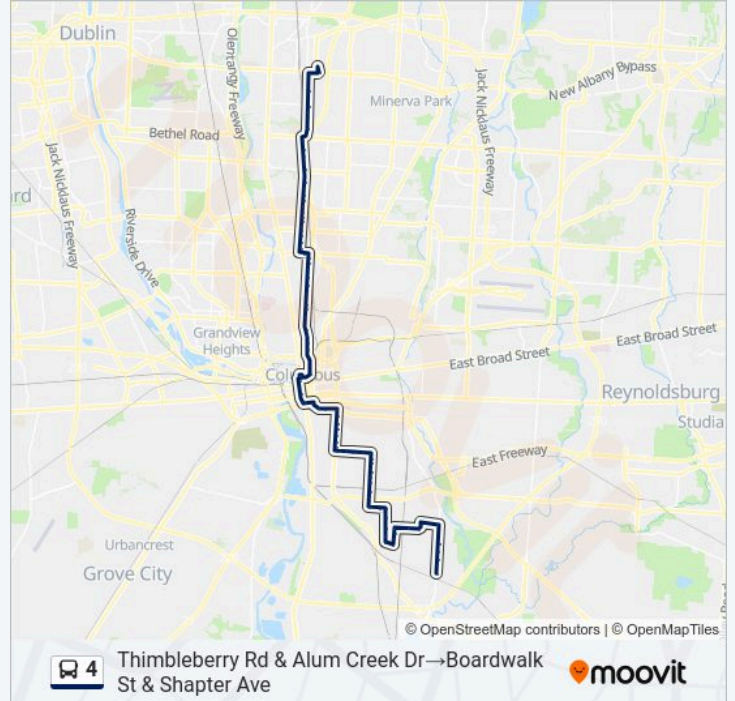 Dublin
Olentangy Freeway
Minerva Park
Jack Nicklaus Freeway
New Albany Bypass
Bethel Road
Jack Nicklaus Freeway
Riverside Drive
Grandview
Heights
East Broad Street
East Broad Street
Reynoldsburg
Studia
East Freeway
Urbancrest
Grove City
© OpenStreetMap contributors | © OpenMapTiles
4
Thimbleberry Rd & Alum Creek Dr→Boardwalk
St & Shapter Ave
moovit